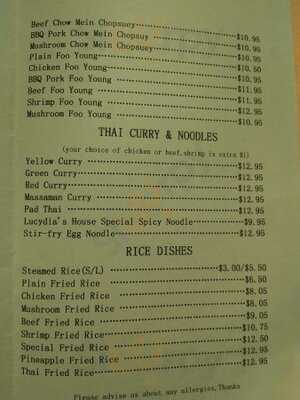 Beef Chow Mein Chopsuey $10.95
BBQ Pork Chow Mein Chopsuy $10.95
Mushroom Chow Mein Chopsuey $10.95
Plain Foo Young
Chicken Foo Young $10.50
BBQ Pork Foo Young $10.95
Beef Foo Young $11.95
Shrimp Foo Young $12.95
Mushroom Foo Young $10.95
THAI CURRY & NOODLES
(your choice of chicken or beef,shrimp is extra $1)
Yellow Curry $12.95
Green Curry $12.95
Red Curry $12.95
Massaman Curry $12.95
Pad Thai $12.95
Lucydia's House Special Spicy Noodle $9.95
Stir-fry Egg Noodle $12.95
RICE DISHES
Steamed Rice(S/L) $3.00/$5.50
Plain Fried Rice $6.50
Chicken Fried Rice $8.05
Mushroom Fried Rice $8.05
Beef Fried Rice $9.05
Shrimp Fried Rice $10.75
Special Fried Rice $12.50
Pineapple Fried Rice $12.95
Thai Fried Rice $12.95
Please advise us about any allergies,Thanks